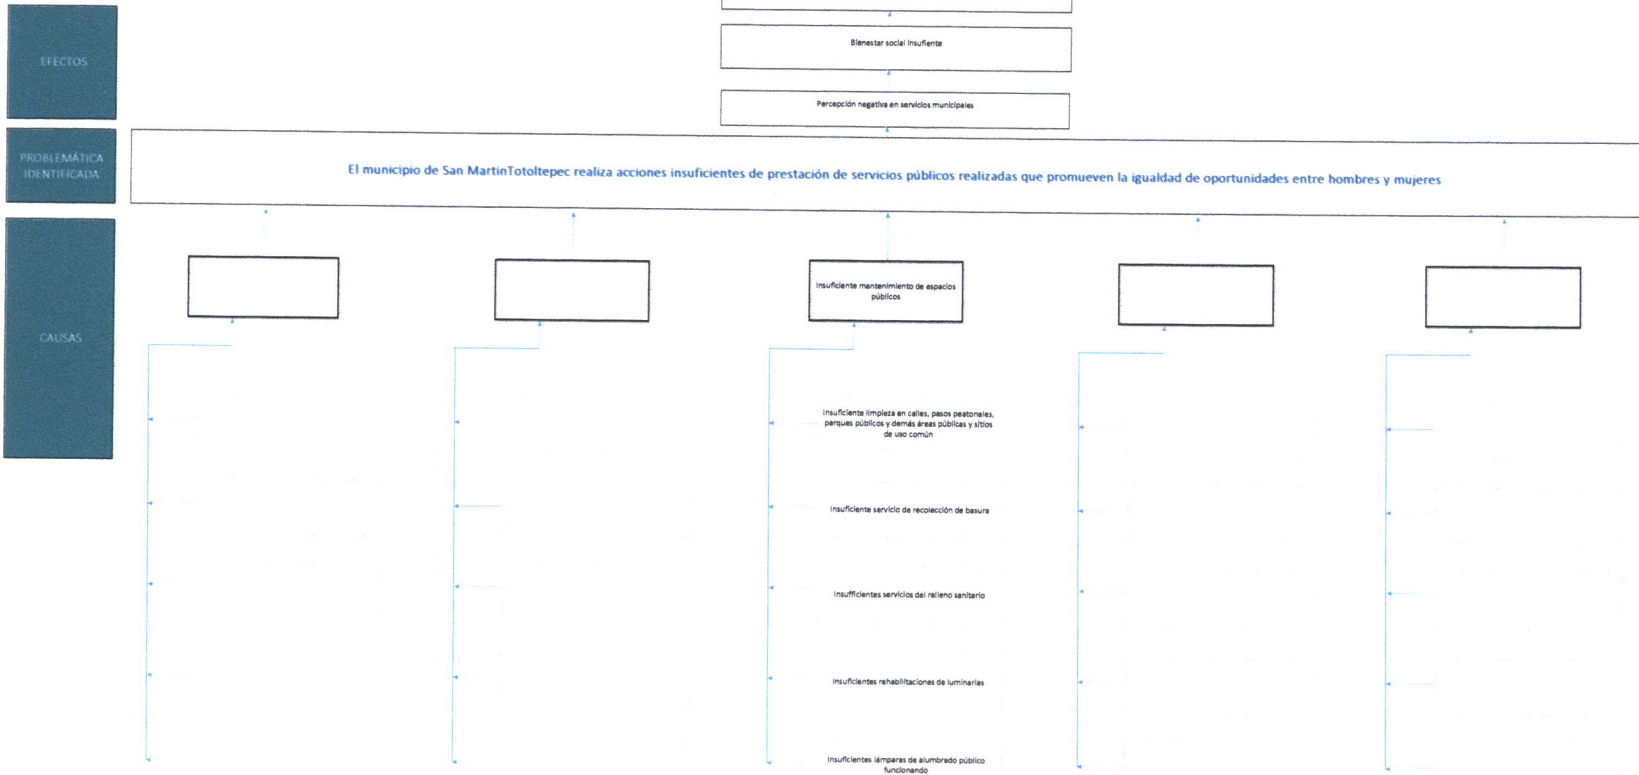 EFECTOS
Bienestar social insufiente
Percepción negativa en servicios municipales
PROBLEMÁTICA
IDENTIFICADA
El municipio de San MartinTotoltepec realiza acciones insuficientes de prestación de servicios públicos realizadas que promueven la igualdad de oportunidades entre hombres y mujeres
CAUSAS
Insuficiente mantenimiento de espacios
públicos
Insuficiente limpieza en calles, pasos peatonales,
parques públicos y demás áreas públicas y sitios
de uso común
Insuficiente servicio de recolección de basura
Insufficientes servicios del relleno sanitario
Insuficientes rehabilitaciones de luminarias
Insuficientes lámparas de alumbrado público
funcionando